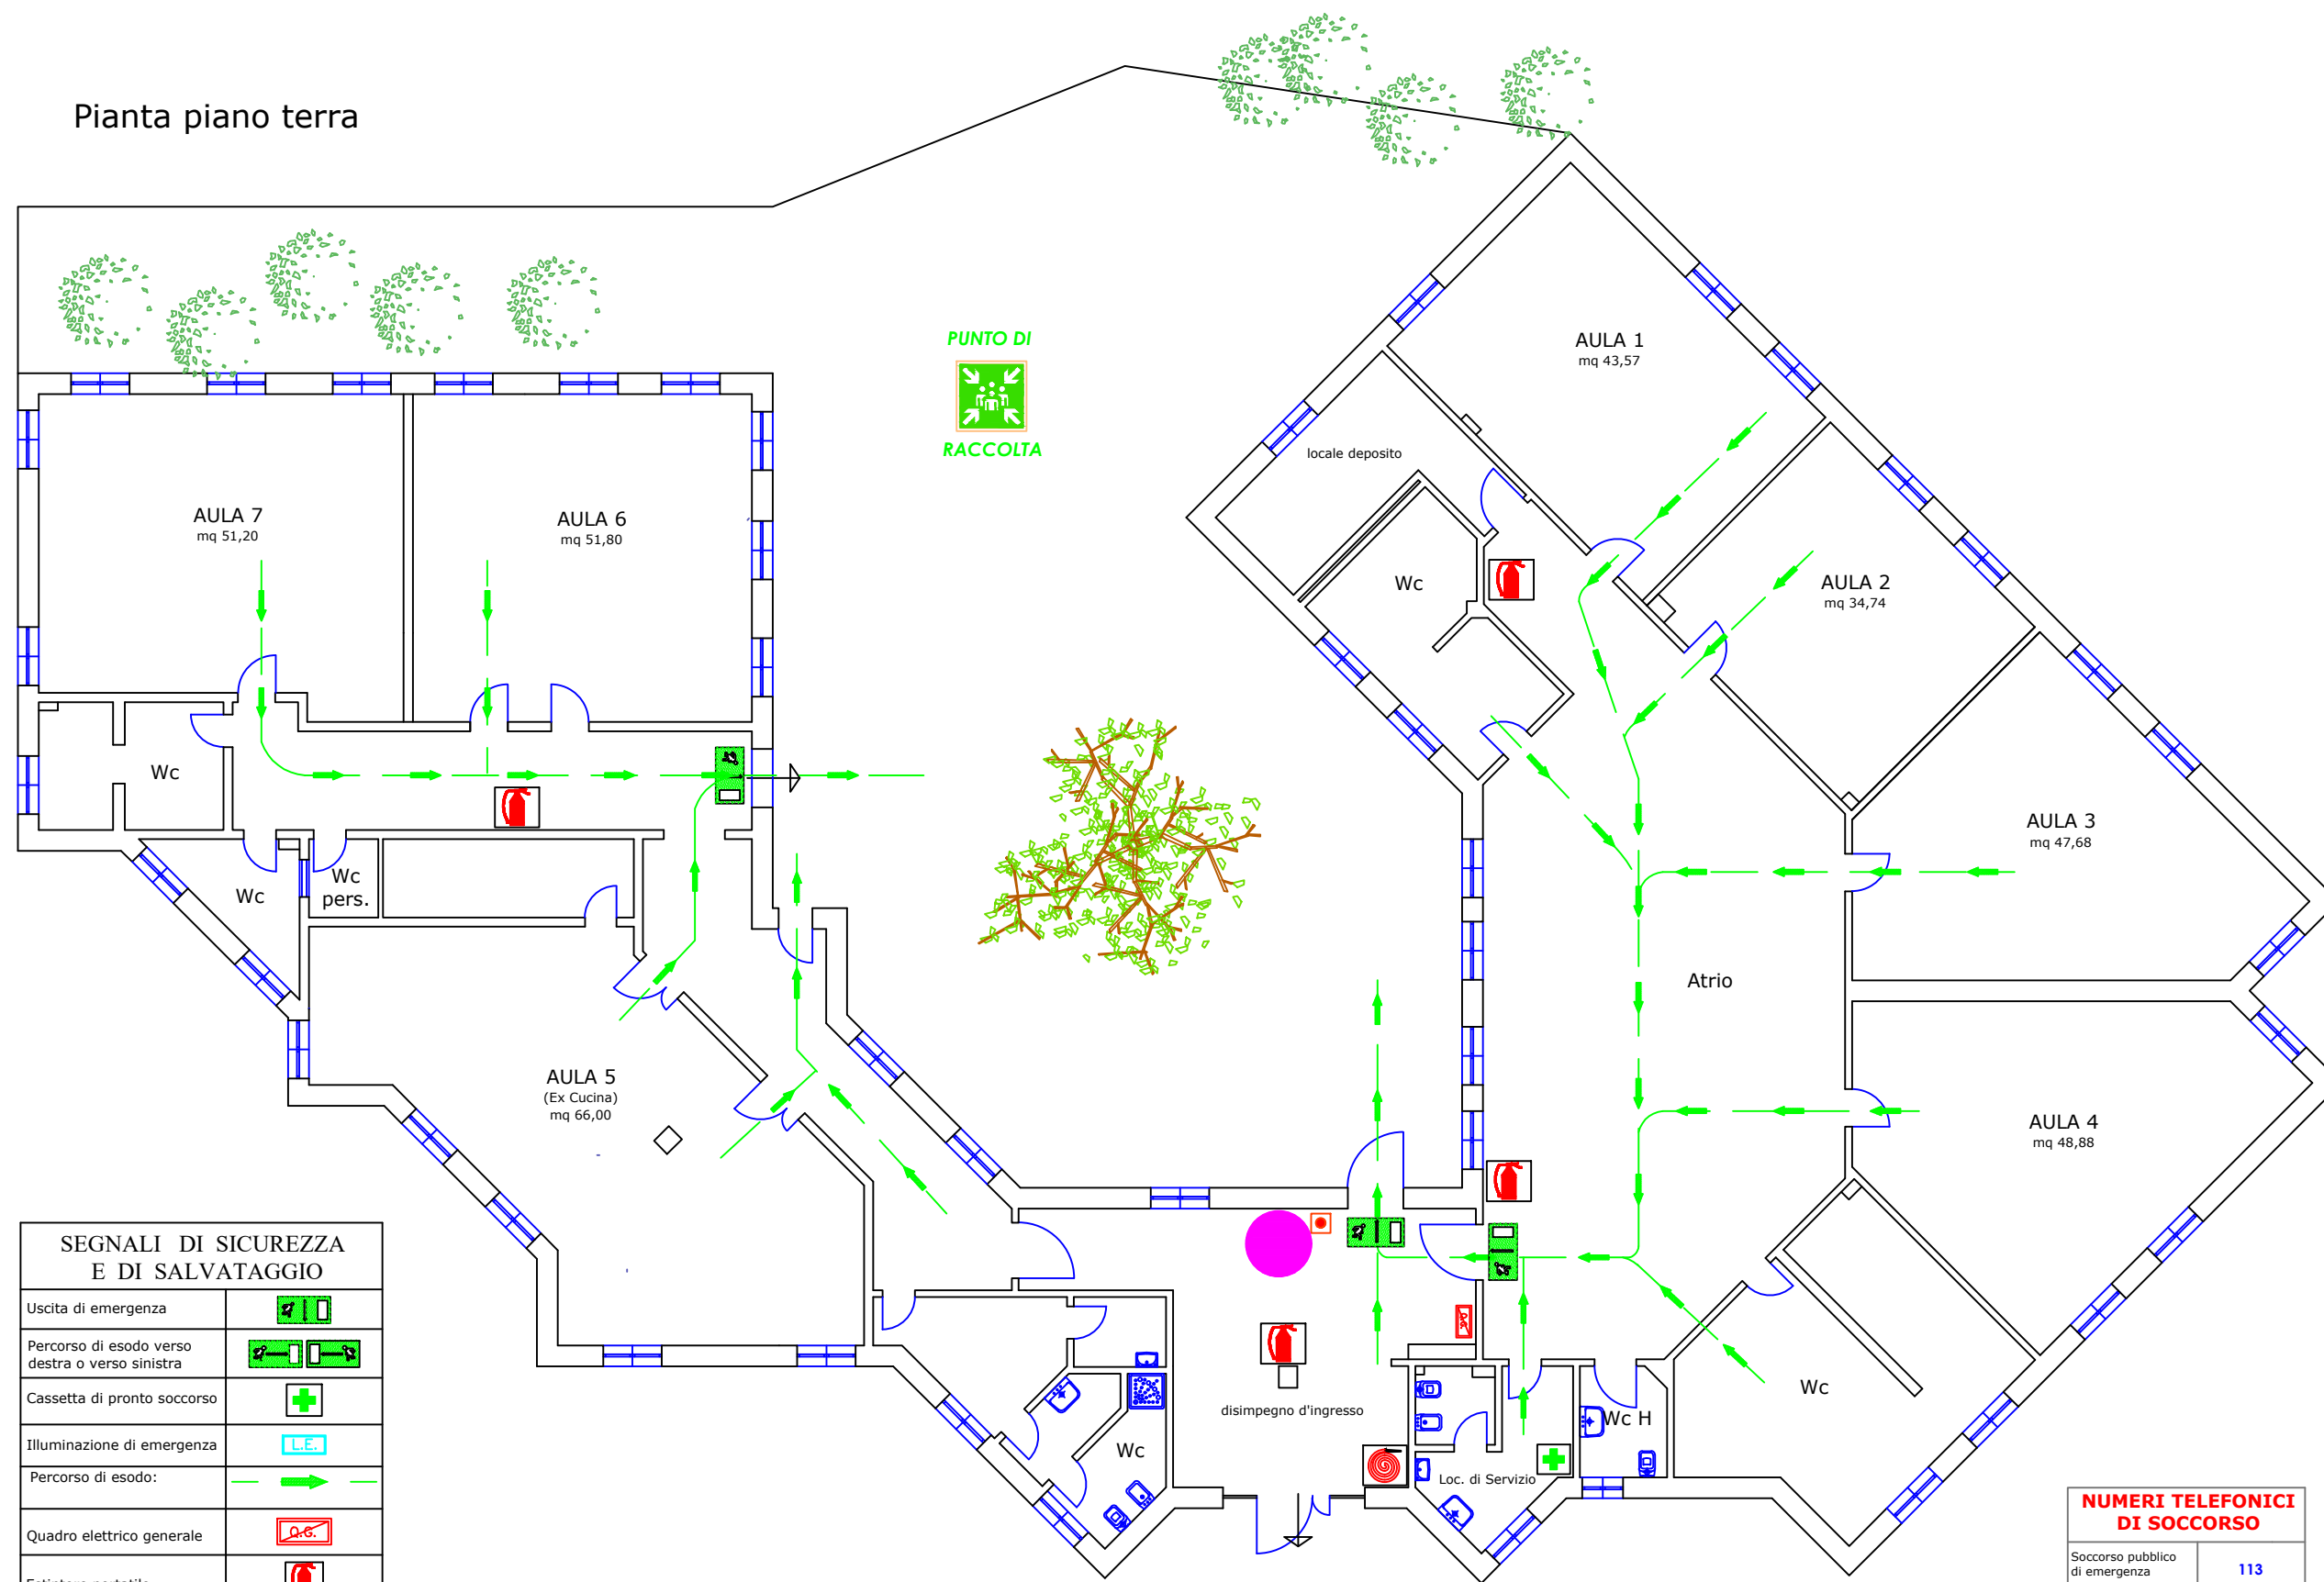 Pianta piano terra
PUNTO DI
RACCOLTA
AULA 1
mq 43,57
locale deposito
AULA 7
mq 51,20
AULA 6
mq 51,80
Wc
AULA 2
mq 34,74
Wc
AULA 3
mq 47,68
Wc
Wc
pers.
Atrio
AULA 5
(Ex Cucina)
mq 66,00
AULA 4
mq 48,88
SEGNALI DI SICUREZZA
E DI SALVATAGGIO
Uscita di emergenza
Percorso di esodo verso
destra o verso sinistra
Cassetta di pronto soccorso
Illuminazione di emergenza
L.E.
Percorso di esodo:
Quadro elettrico generale
Q.G.
Q.G.
disimpegno d'ingresso
Wc
Wc H
Wc
Loc. di Servizio
NUMERI TELEFONICI
DI SOCCORSO
Soccorso pubblico
di emergenza
113